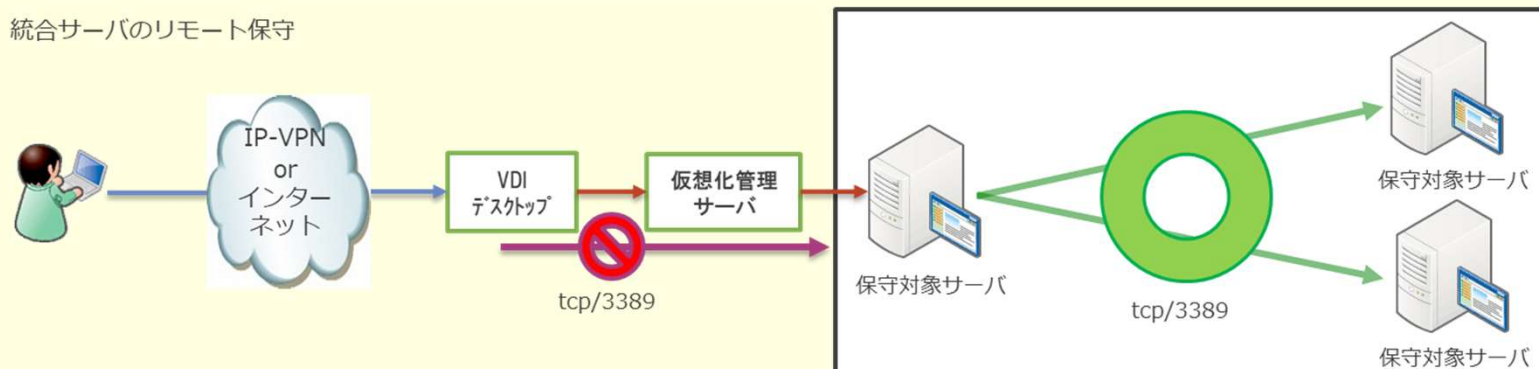 統合サーバのリモート保守
IP-VPN
or
インター
ネット
VDI
ﾃﾞｽｸﾄｯﾌﾟ
仮想化管理
サーバ
tcp/3389
保守対象サーバ
tcp/3389
保守対象サーバ
保守対象サーバ